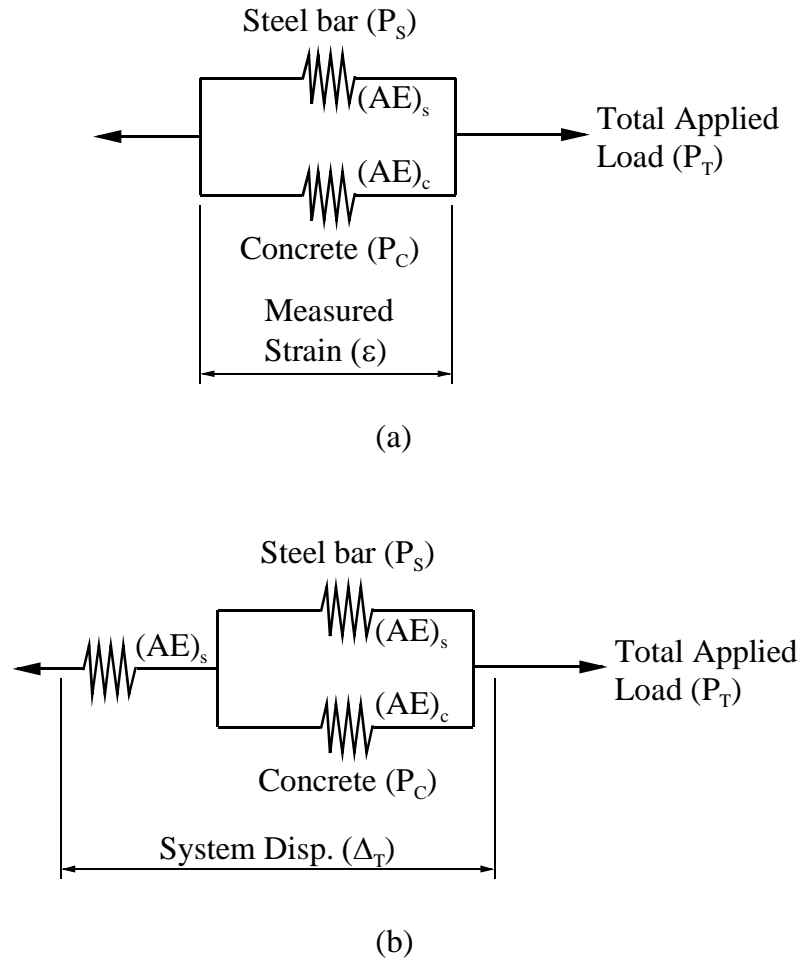 Steel bar (P_S)
(AE)_s
Total Applied
Load (P_T)
(AE)_c
Concrete (P_C)
Measured
Strain (ε)
(a)
Steel bar (P_S)
(AE)_s
(AE)_s
Total Applied
Load (P_T)
(AE)_c
Concrete (P_C)
System Disp. (Δ_T)
(b)